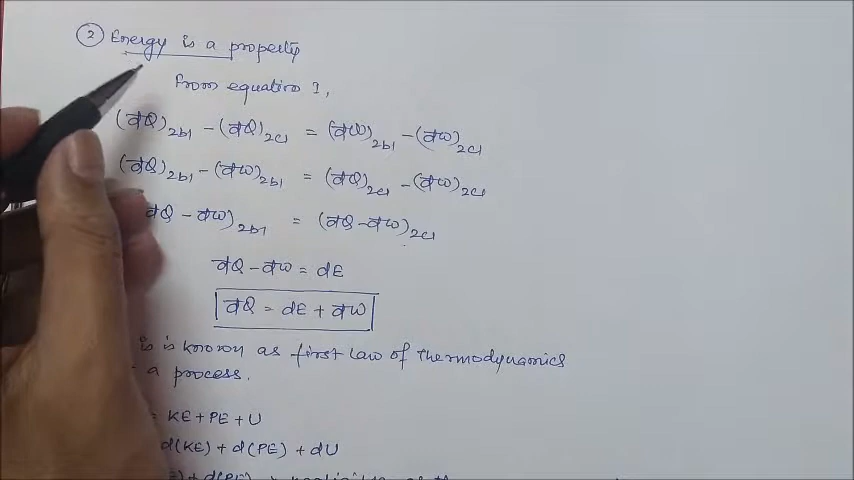 ② Energy is a property
From equation 1,
(đQ)₂b₁ - (đQ)₂c₁ = (đW)₂b₁ - (đW)₂c₁
(đQ)₂b₁ - (đW)₂b₁ = (đQ)₂c₁ - (đW)₂c₁
đQ - đW)₂b₁ = (đQ - đW)₂c₁
đQ - đW = dE
đQ = dE + đW
is is known as first law of thermodynamics
a process.
= KE + PE + U
d(KE) + d(PE) + dU
+ d(PE)